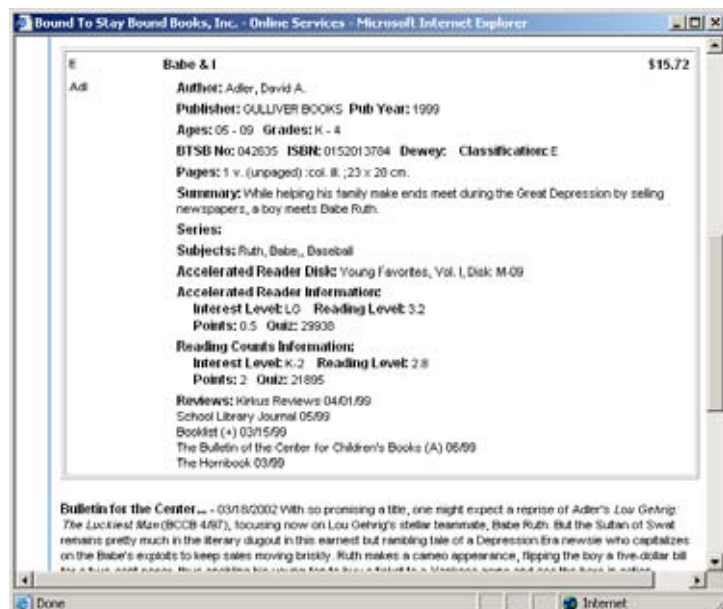 Bound To Stay Bound Books, Inc. - Online Services - Microsoft Internet Explorer
E Babe & I $15.72
Adl Author: Adler, David A.
Publisher: GULLIVER BOOKS Pub Year: 1999
Ages: 05 - 09 Grades: K - 4
BTSB No: 042635 ISBN: 0152013784 Dewey: Classification: E
Pages: 1 v. (unpaged) :col. ill. ; 23 x 28 cm.
Summary: While helping his family make ends meet during the Great Depression by selling
newspapers, a boy meets Babe Ruth.
Series:
Subjects: Ruth, Babe,, Baseball
Accelerated Reader Disk: Young Favorites, Vol. I, Disk M-09
Accelerated Reader Information:
Interest Level: LG Reading Level: 3.2
Points: 0.5 Quiz: 29938
Reading Counts Information:
Interest Level: K-2 Reading Level: 2.8
Points: 2 Quiz: 21895
Reviews: Kirkus Reviews 04/01/99
School Library Journal 05/99
Booklist (+) 03/15/99
The Bulletin of the Center for Children's Books (A) 06/99
The Hornbook 03/99
Bulletin for the Center... - 03/18/2002 With so promising a title, one might expect a reprise of Adler's Lou Gehrig:
The Luckiest Man (BCCB 4/97), focusing now on Lou Gehrig's stellar teammate, Babe Ruth. But the Sultan of Swat
remains pretty much in the literary dugout in this earnest but rambling tale of a Depression Era newsie who capitalizes
on the Babe's exploits to keep sales moving briskly. Ruth makes a cameo appearance, flipping the boy a five-dollar bill
Done Internet